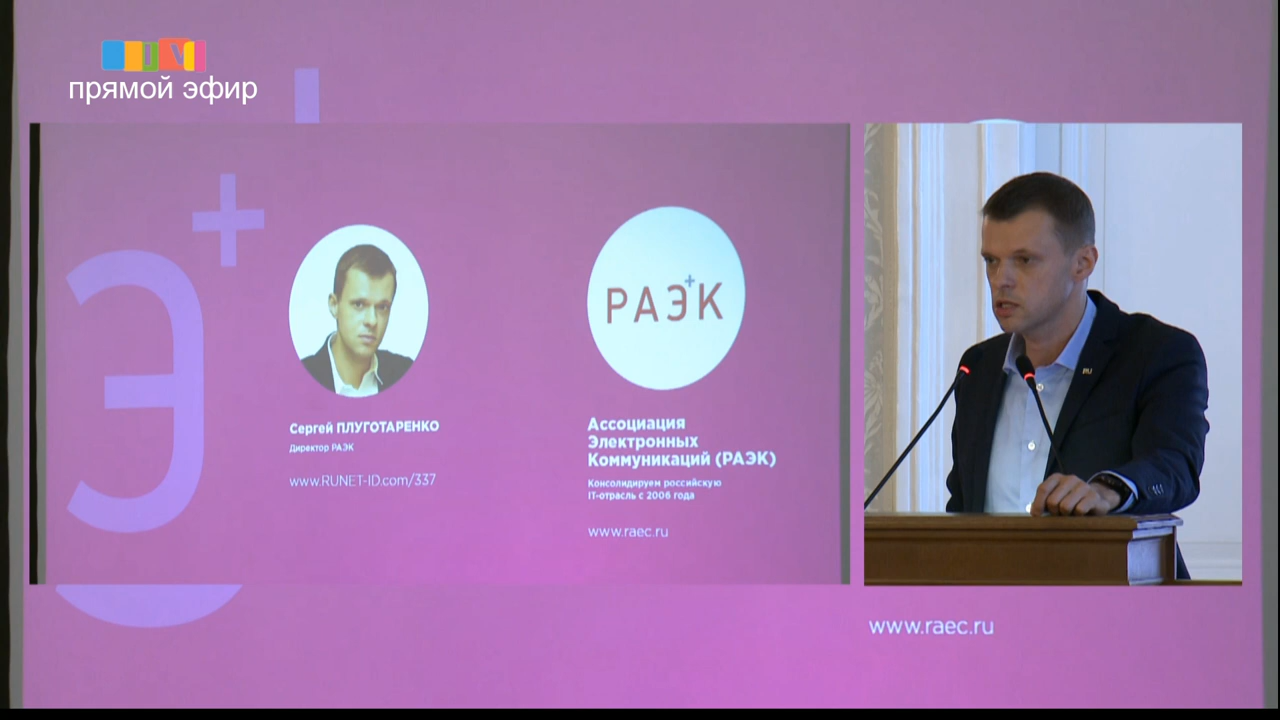 прямой эфир
Э+
РАЭК
Сергей ПЛУГОТАРЕНКО
Директор РАЭК
www.RUNET-ID.com/337
Ассоциация
Электронных
Коммуникаций (РАЭК)
Консолидируем российскую
IT-отрасль с 2006 года
www.raec.ru
www.raec.ru